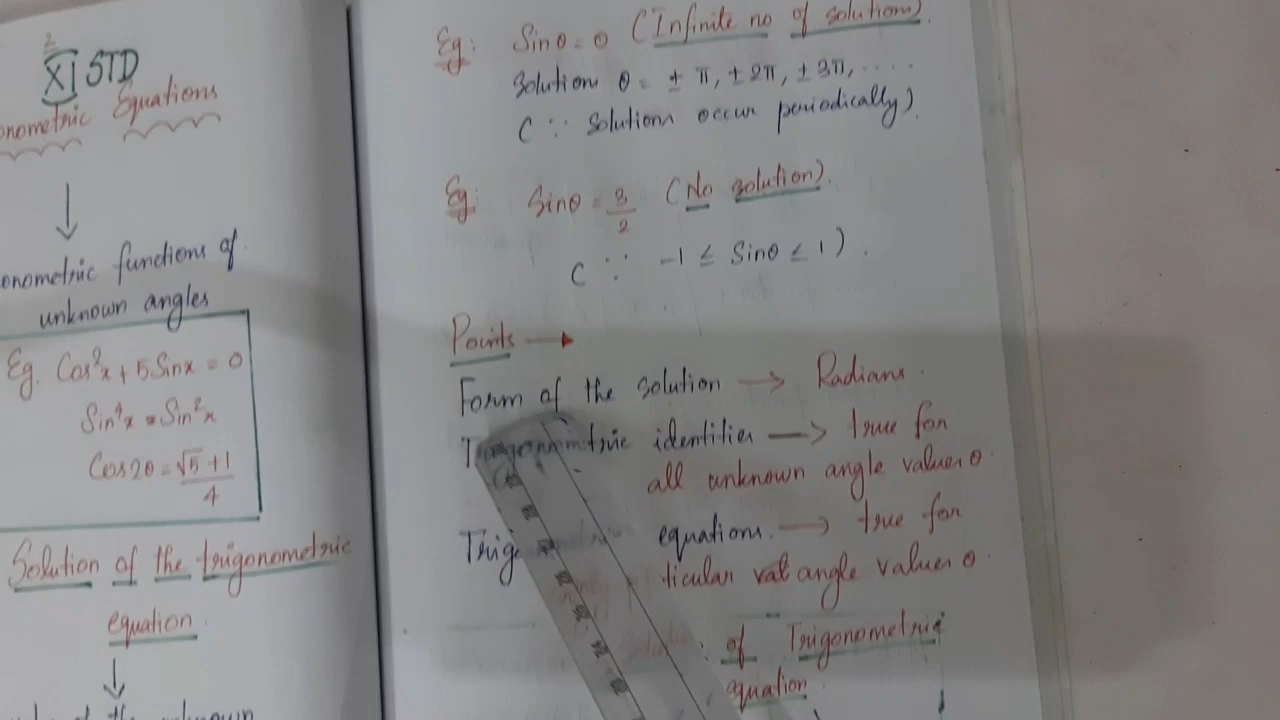 XI STD
Equations
↓
functions of
unknown angles
Eg. Cos²x + 5 Sinx = 0
Sin⁴x = Sin²x
Cos2θ = √5 + 1 / 4
Solution of the trigonometric
equation
↓
Eg: Sinθ = 0 (Infinite no of solution).
Solution θ = ± π, ± 2π, ± 3π, .....
(∵ Solutions occur periodically)
Eg: Sinθ = 3/2 (No solution).
(∵ -1 ≤ Sinθ ≤ 1).
Points →
Form of the solution → Radians.
Trigonometric identities → true for
all unknown angle values θ
equations. → true for
angle values θ.
of Trigonometric
equation